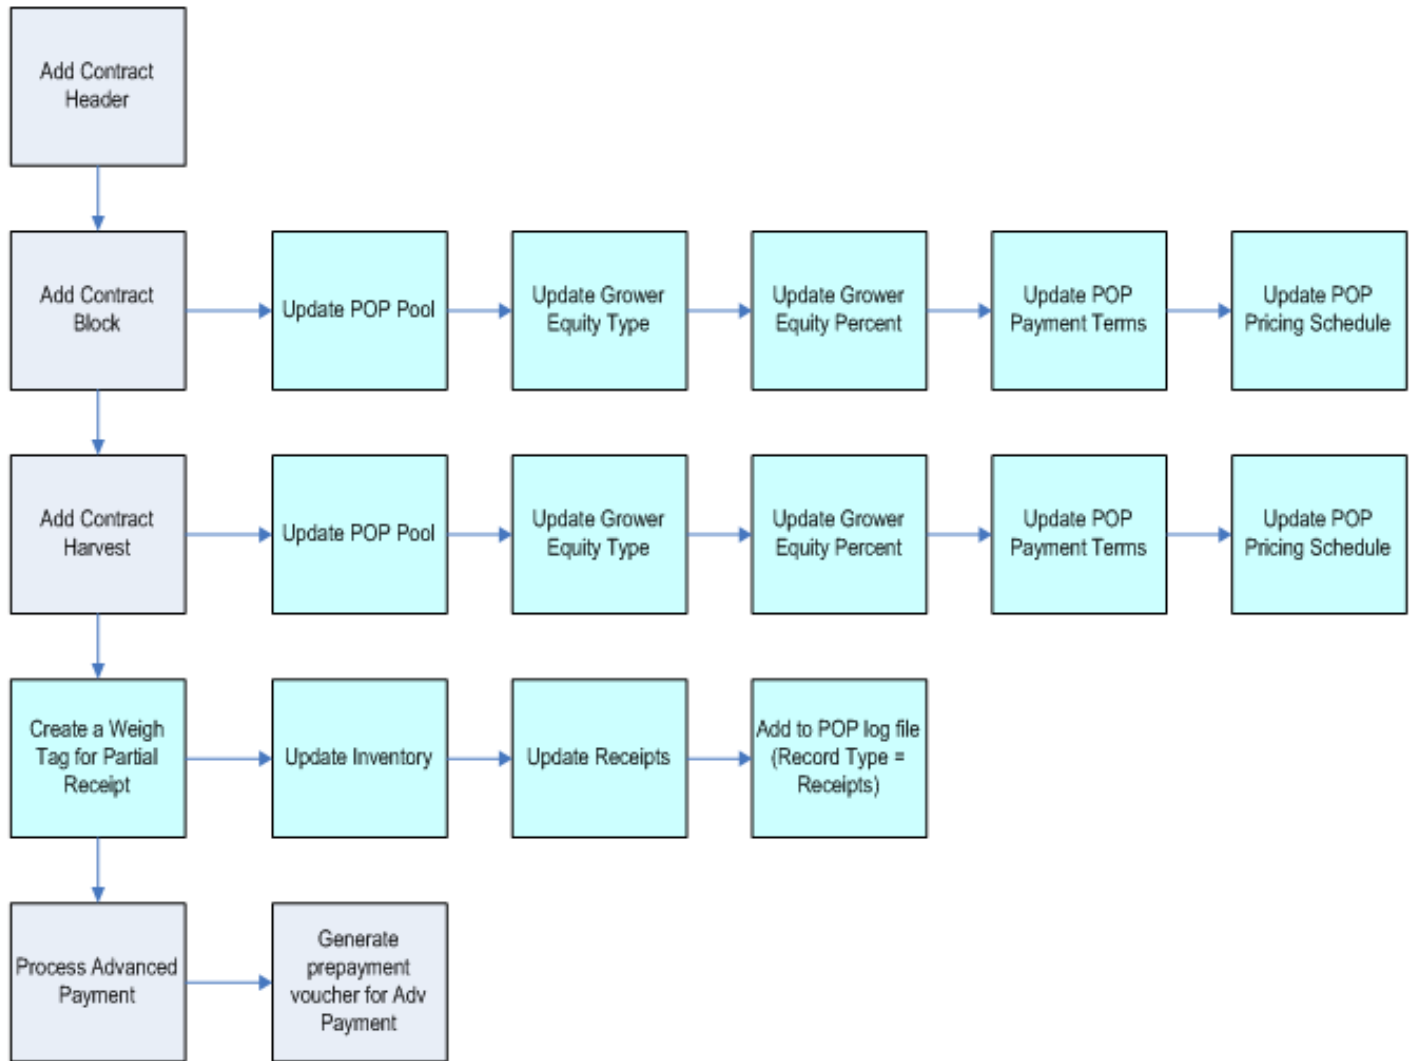 Add Contract
Header
Add Contract
Block
Update POP Pool
Update Grower
Equity Type
Update Grower
Equity Percent
Update POP
Payment Terms
Update POP
Pricing Schedule
Add Contract
Harvest
Update POP Pool
Update Grower
Equity Type
Update Grower
Equity Percent
Update POP
Payment Terms
Update POP
Pricing Schedule
Create a Weigh
Tag for Partial
Receipt
Update Inventory
Update Receipts
Add to POP log file
(Record Type =
Receipts)
Process Advanced
Payment
Generate
prepayment
voucher for Adv
Payment